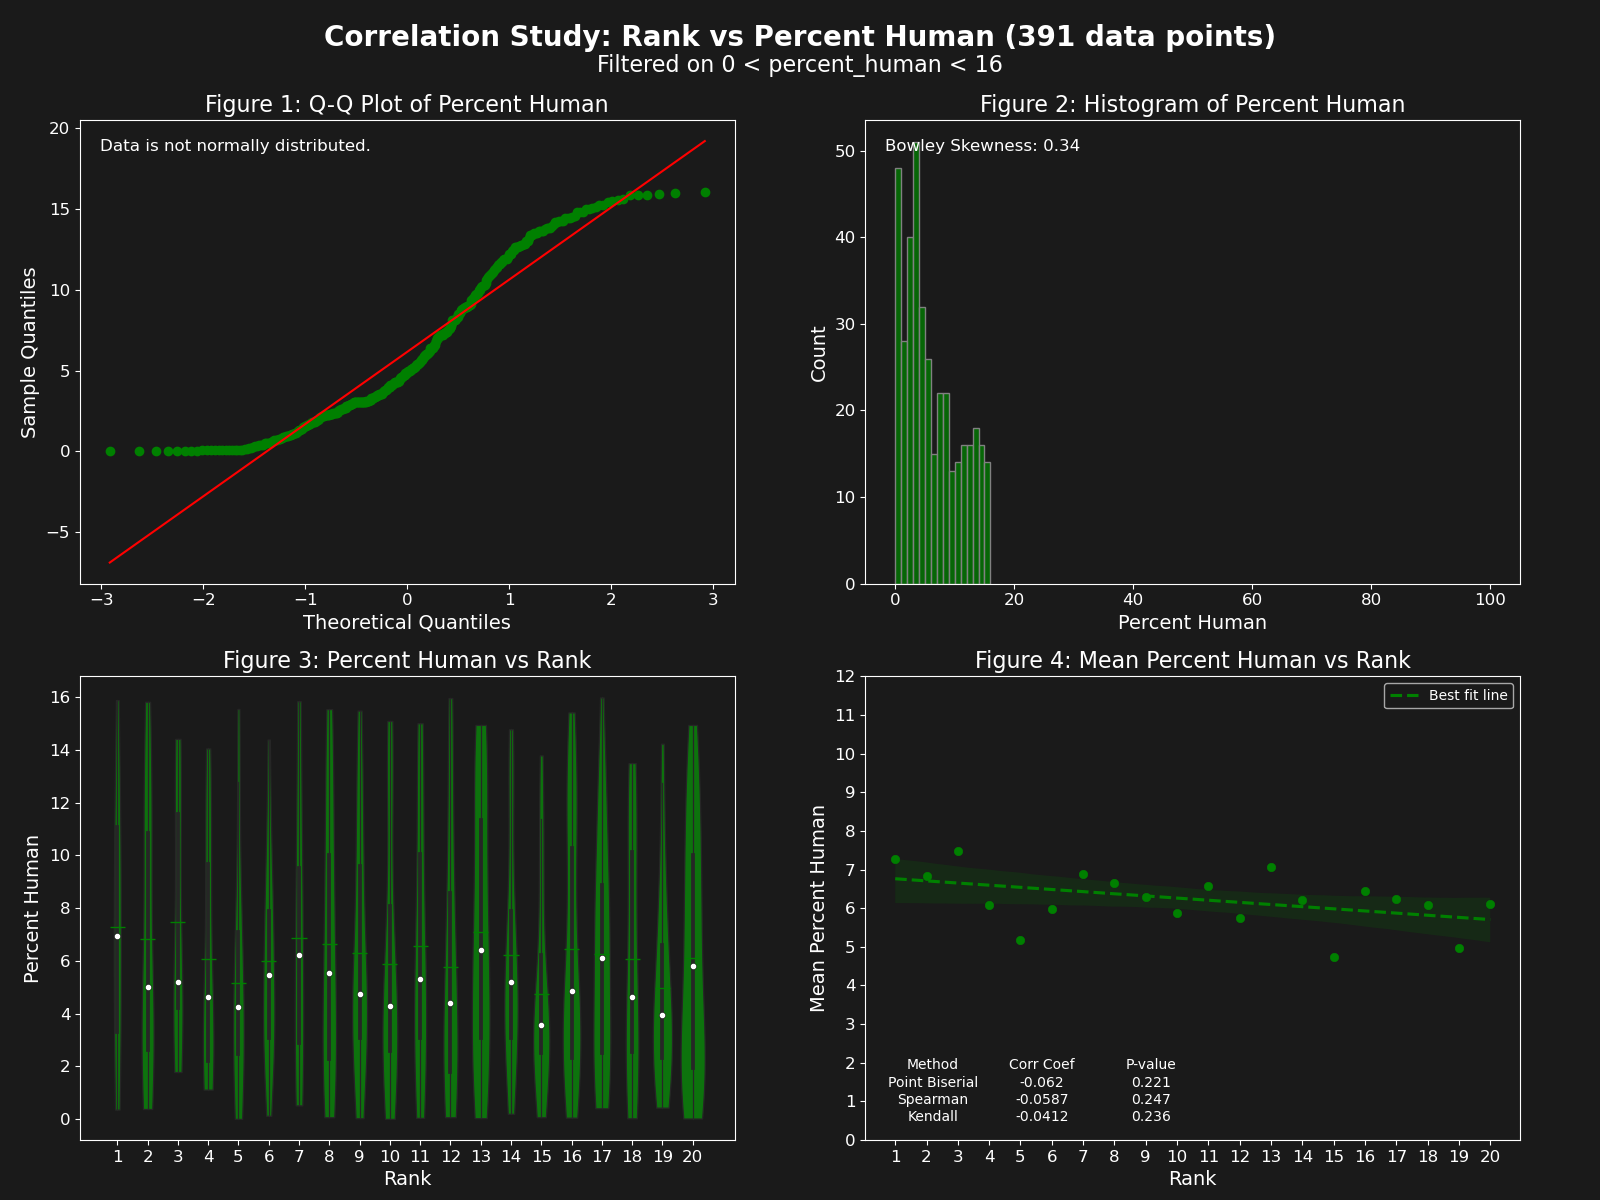 Correlation Study: Rank vs Percent Human (391 data points)
Filtered on 0 < percent_human < 16
Figure 1: Q-Q Plot of Percent Human
Data is not normally distributed.
20
15
10
5
0
−5
Sample Quantiles
−3 −2 −1 0 1 2 3
Theoretical Quantiles
Figure 2: Histogram of Percent Human
Bowley Skewness: 0.34
50
40
30
20
10
0
Count
0 20 40 60 80 100
Percent Human
Figure 3: Percent Human vs Rank
16
14
12
10
8
6
4
2
0
Percent Human
1 2 3 4 5 6 7 8 9 10 11 12 13 14 15 16 17 18 19 20
Rank
Figure 4: Mean Percent Human vs Rank
Best fit line
12
11
10
9
8
7
6
5
4
3
2
1
0
Mean Percent Human
Method Corr Coef P-value
Point Biserial -0.062 0.221
Spearman -0.0587 0.247
Kendall -0.0412 0.236
1 2 3 4 5 6 7 8 9 10 11 12 13 14 15 16 17 18 19 20
Rank